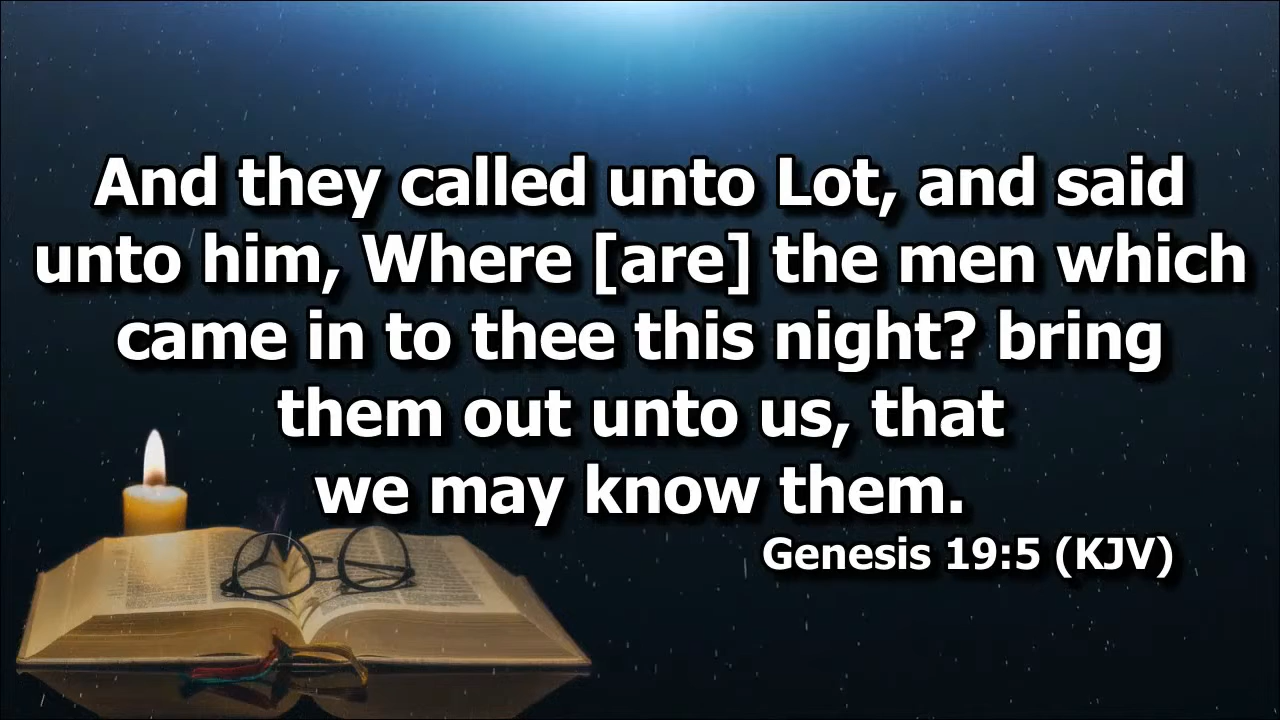 And they called unto Lot, and said
unto him, Where [are] the men which
came in to thee this night? bring
them out unto us, that
we may know them.
Genesis 19:5 (KJV)